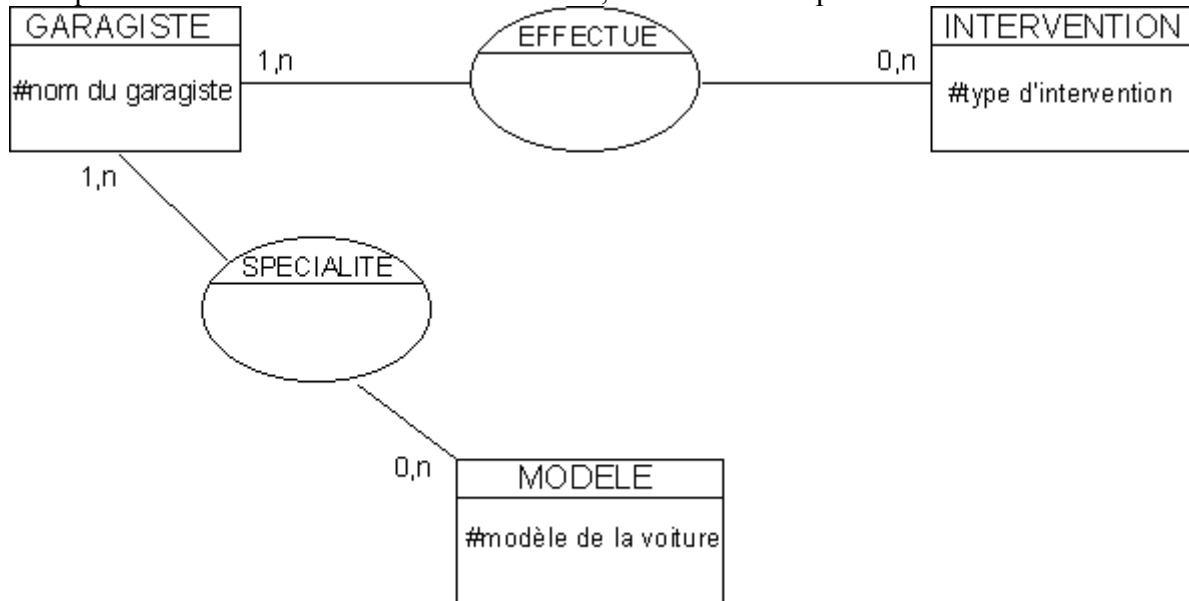 GARAGISTE
EFFECTUE
INTERVENTION
1,n
0,n
#nom du garagiste
#type d'intervention
1,n
SPECIALITE
0,n
MODELE
#modèle de la voiture